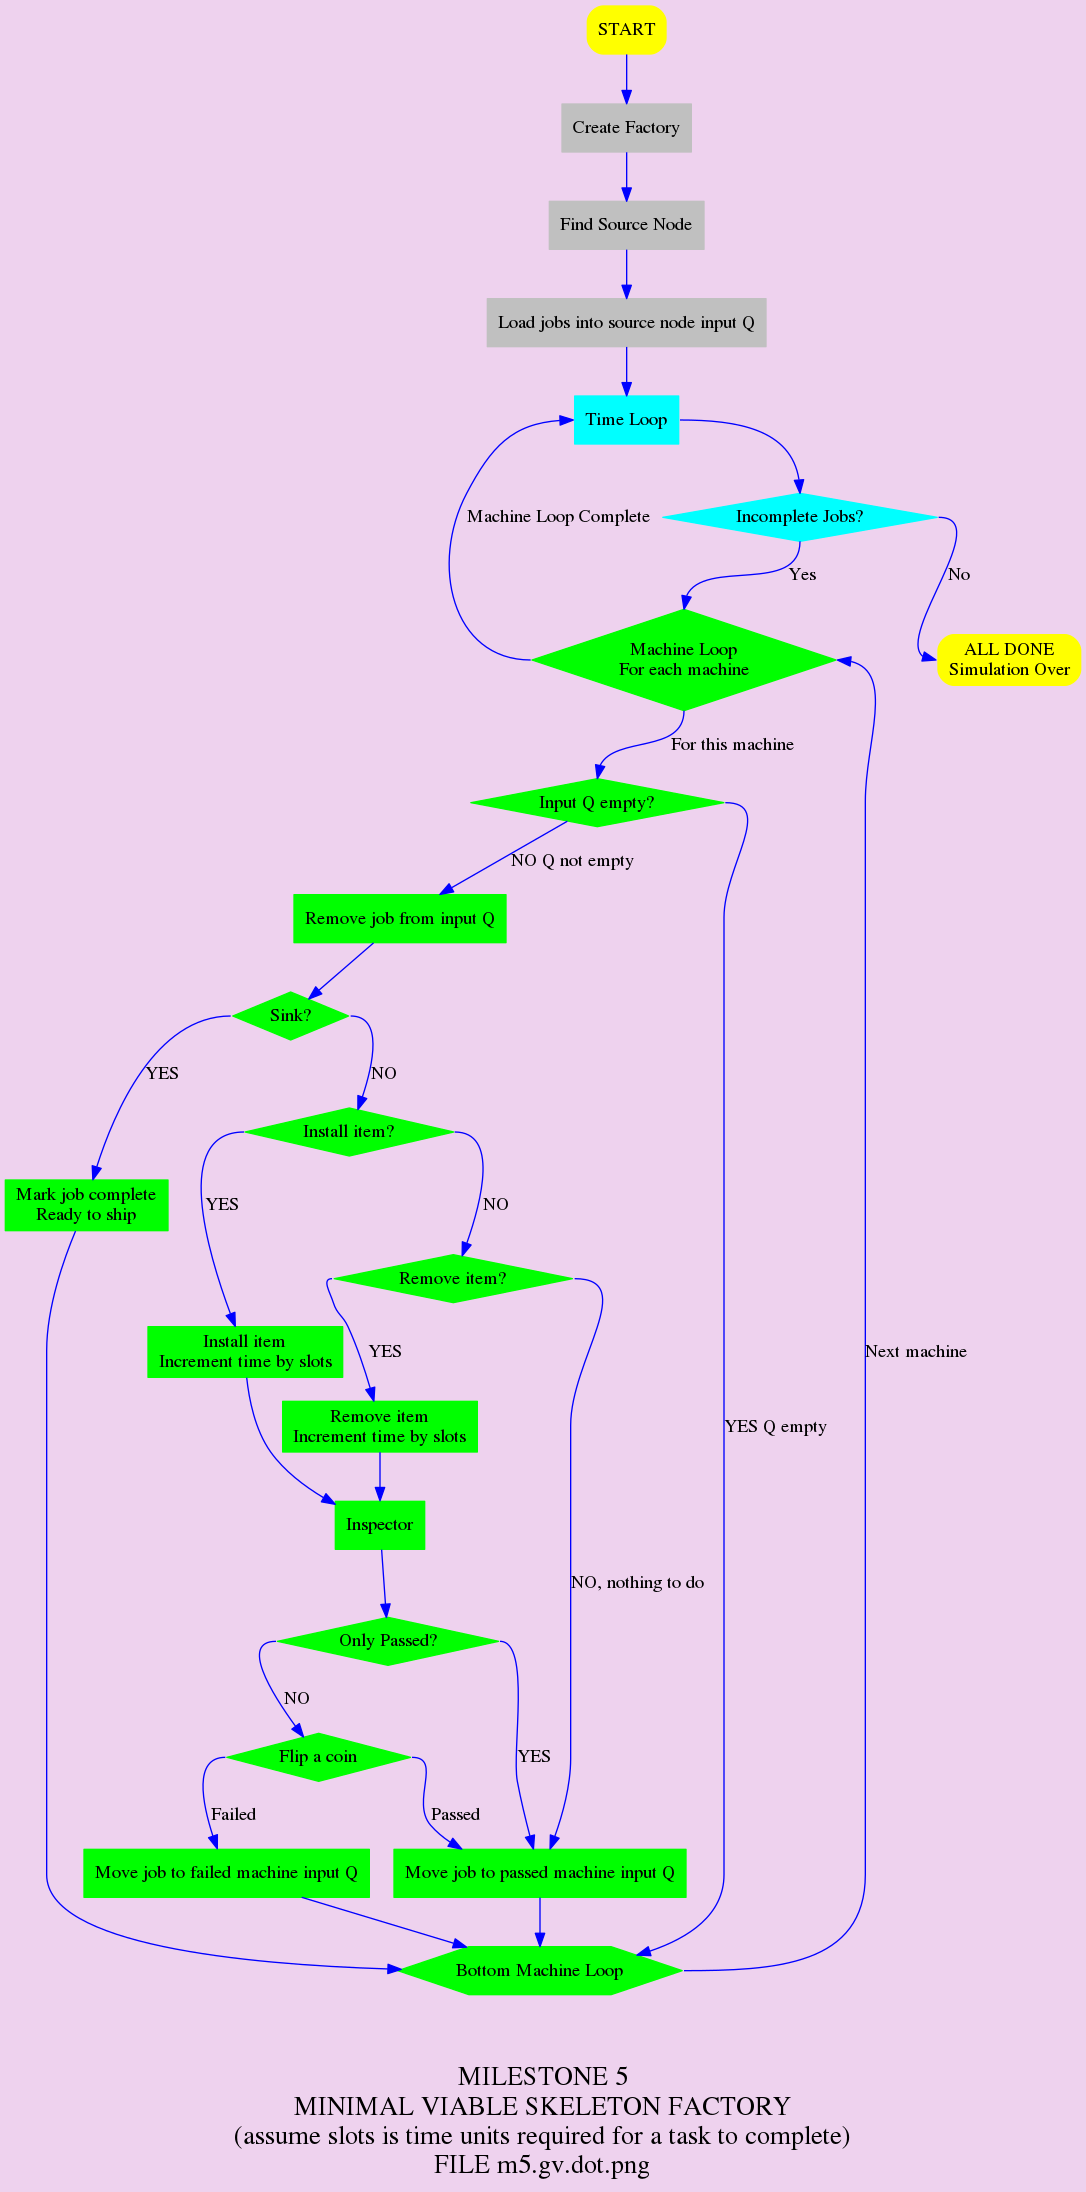 START
Create Factory
Find Source Node
Load jobs into source node input Q
Time Loop
Machine Loop Complete
Incomplete Jobs?
Yes
No
Machine Loop
For each machine
ALL DONE
Simulation Over
For this machine
Input Q empty?
NO Q not empty
Remove job from input Q
Sink?
YES
NO
Install item?
Mark job complete
Ready to ship
YES
NO
Remove item?
Install item
Increment time by slots
YES
Next machine
Remove item
Increment time by slots
YES Q empty
Inspector
NO, nothing to do
Only Passed?
NO
YES
Flip a coin
Failed
Passed
Move job to failed machine input Q
Move job to passed machine input Q
Bottom Machine Loop
MILESTONE 5
MINIMAL VIABLE SKELETON FACTORY
(assume slots is time units required for a task to complete)
FILE m5.gv.dot.png